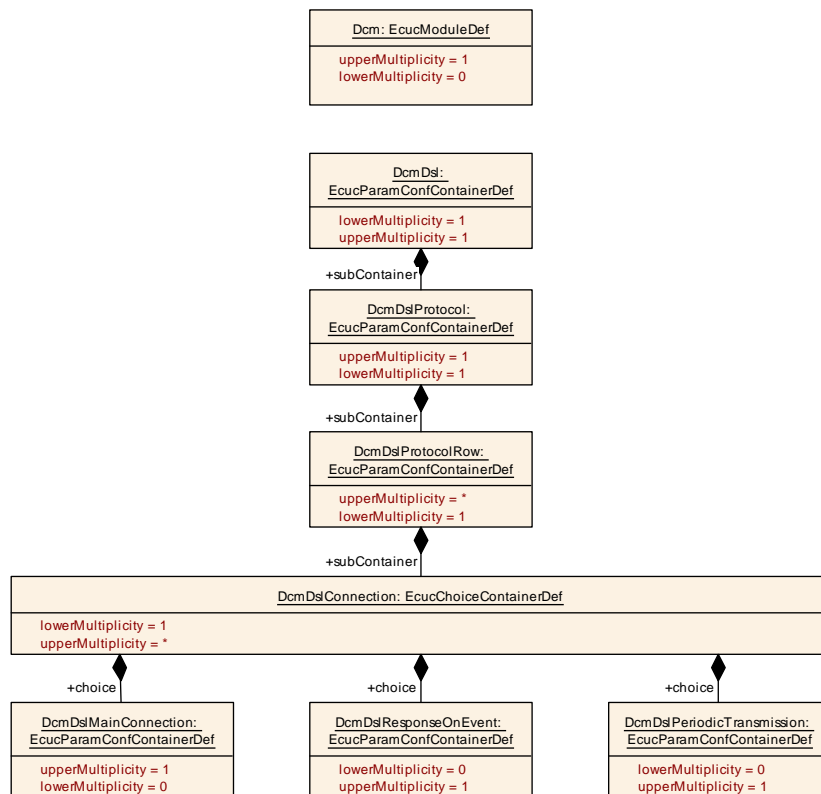 Dcm: EcucModuleDef
upperMultiplicity = 1
lowerMultiplicity = 0
DcmDsl:
EcucParamConfContainerDef
lowerMultiplicity = 1
upperMultiplicity = 1
+subContainer
DcmDslProtocol:
EcucParamConfContainerDef
upperMultiplicity = 1
lowerMultiplicity = 1
+subContainer
DcmDslProtocolRow:
EcucParamConfContainerDef
upperMultiplicity = *
lowerMultiplicity = 1
+subContainer
DcmDslConnection: EcucChoiceContainerDef
lowerMultiplicity = 1
upperMultiplicity = *
+choice
+choice
+choice
DcmDslMainConnection:
EcucParamConfContainerDef
upperMultiplicity = 1
lowerMultiplicity = 0
DcmDslResponseOnEvent:
EcucParamConfContainerDef
lowerMultiplicity = 0
upperMultiplicity = 1
DcmDslPeriodicTransmission:
EcucParamConfContainerDef
lowerMultiplicity = 0
upperMultiplicity = 1